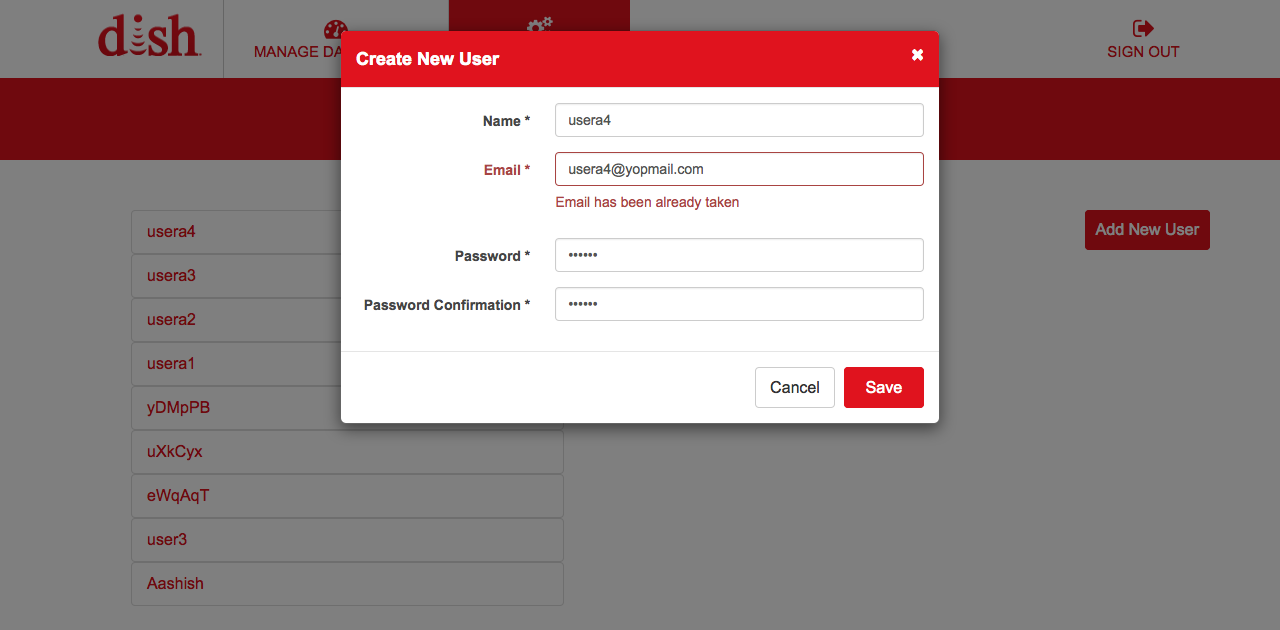 dish
MANAGE DA
SIGN OUT
Create New User
Name *
usera4
Email *
usera4@yopmail.com
Email has been already taken
Password *
••••••
Password Confirmation *
••••••
Cancel
Save
Add New User
usera4
usera3
usera2
usera1
yDMpPB
uXkCyx
eWqAqT
user3
Aashish